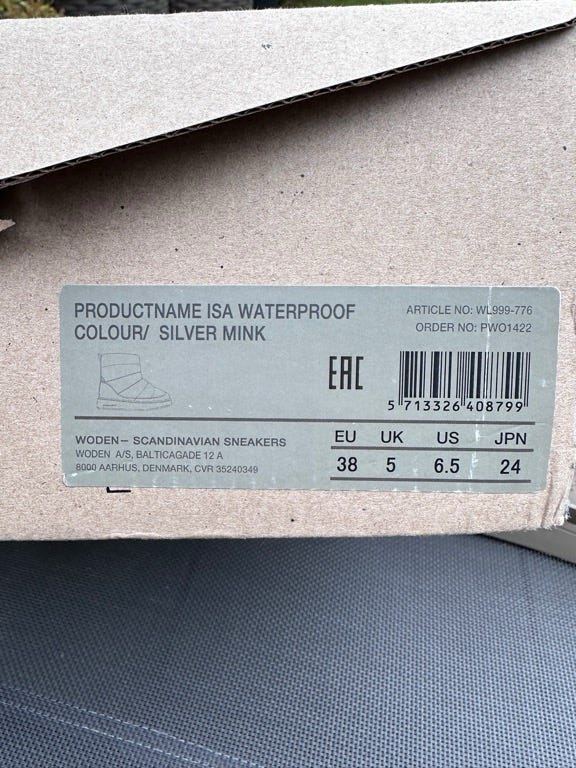 PRODUCTNAME ISA WATERPROOF
COLOUR/ SILVER MINK
ARTICLE NO: WL999-776
ORDER NO: PWO1422
EAC
5 713326 408799
WODEN– SCANDINAVIAN SNEAKERS
WODEN A/S, BALTICAGADE 12 A
8000 AARHUS, DENMARK, CVR 35240349
EU UK US JPN
38 5 6.5 24